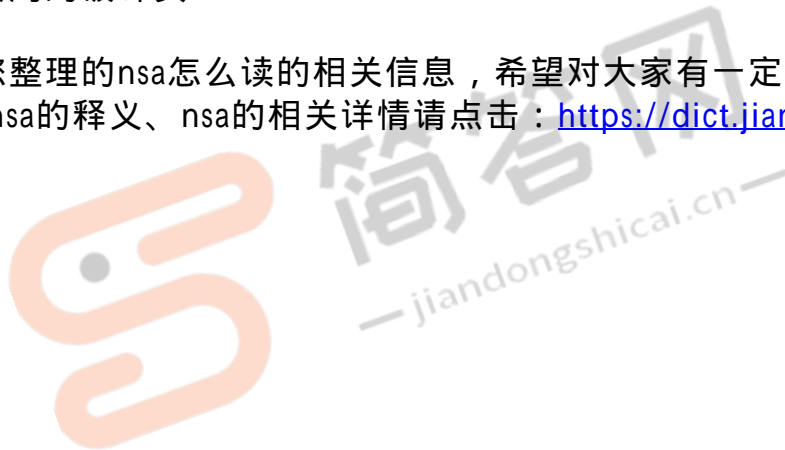 整理的nsa怎么读的相关信息，希望对大家有一定
nsa的释义、nsa的相关详情请点击：https://dict.jian
简答网
jiandongshicai.cn